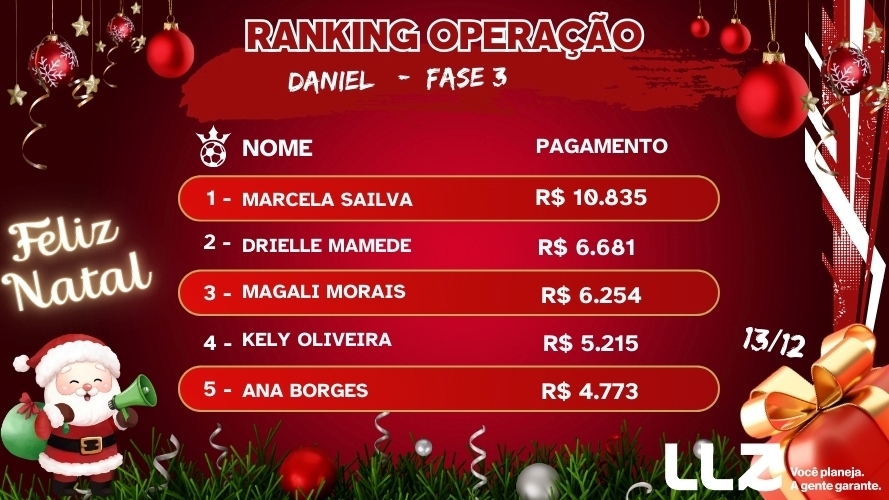 RANKING OPERAÇÃO
DANIEL - FASE 3
NOME PAGAMENTO
1 - MARCELA SAILVA R$ 10.835
2 - DRIELLE MAMEDE R$ 6.681
3 - MAGALI MORAIS R$ 6.254
4 - KELY OLIVEIRA R$ 5.215
5 - ANA BORGES R$ 4.773
Feliz
Natal
13/12
LLZ
Você planeja.
A gente garante.